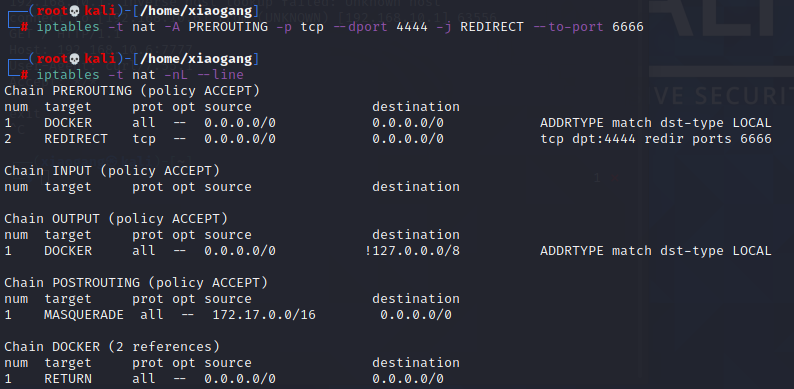 ┌──(root💀kali)-[/home/xiaogang]
└─# iptables -t nat -A PREROUTING -p tcp --dport 4444 -j REDIRECT --to-port 6666
┌──(root💀kali)-[/home/xiaogang]
└─# iptables -t nat -nL --line
Chain PREROUTING (policy ACCEPT)
num target prot opt source destination
1 DOCKER all -- 0.0.0.0/0 0.0.0.0/0 ADDRTYPE match dst-type LOCAL
2 REDIRECT tcp -- 0.0.0.0/0 0.0.0.0/0 tcp dpt:4444 redir ports 6666
Chain INPUT (policy ACCEPT)
num target prot opt source destination
Chain OUTPUT (policy ACCEPT)
num target prot opt source destination
1 DOCKER all -- 0.0.0.0/0 !127.0.0.0/8 ADDRTYPE match dst-type LOCAL
Chain POSTROUTING (policy ACCEPT)
num target prot opt source destination
1 MASQUERADE all -- 172.17.0.0/16 0.0.0.0/0
Chain DOCKER (2 references)
num target prot opt source destination
1 RETURN all -- 0.0.0.0/0 0.0.0.0/0
VE SECURIT